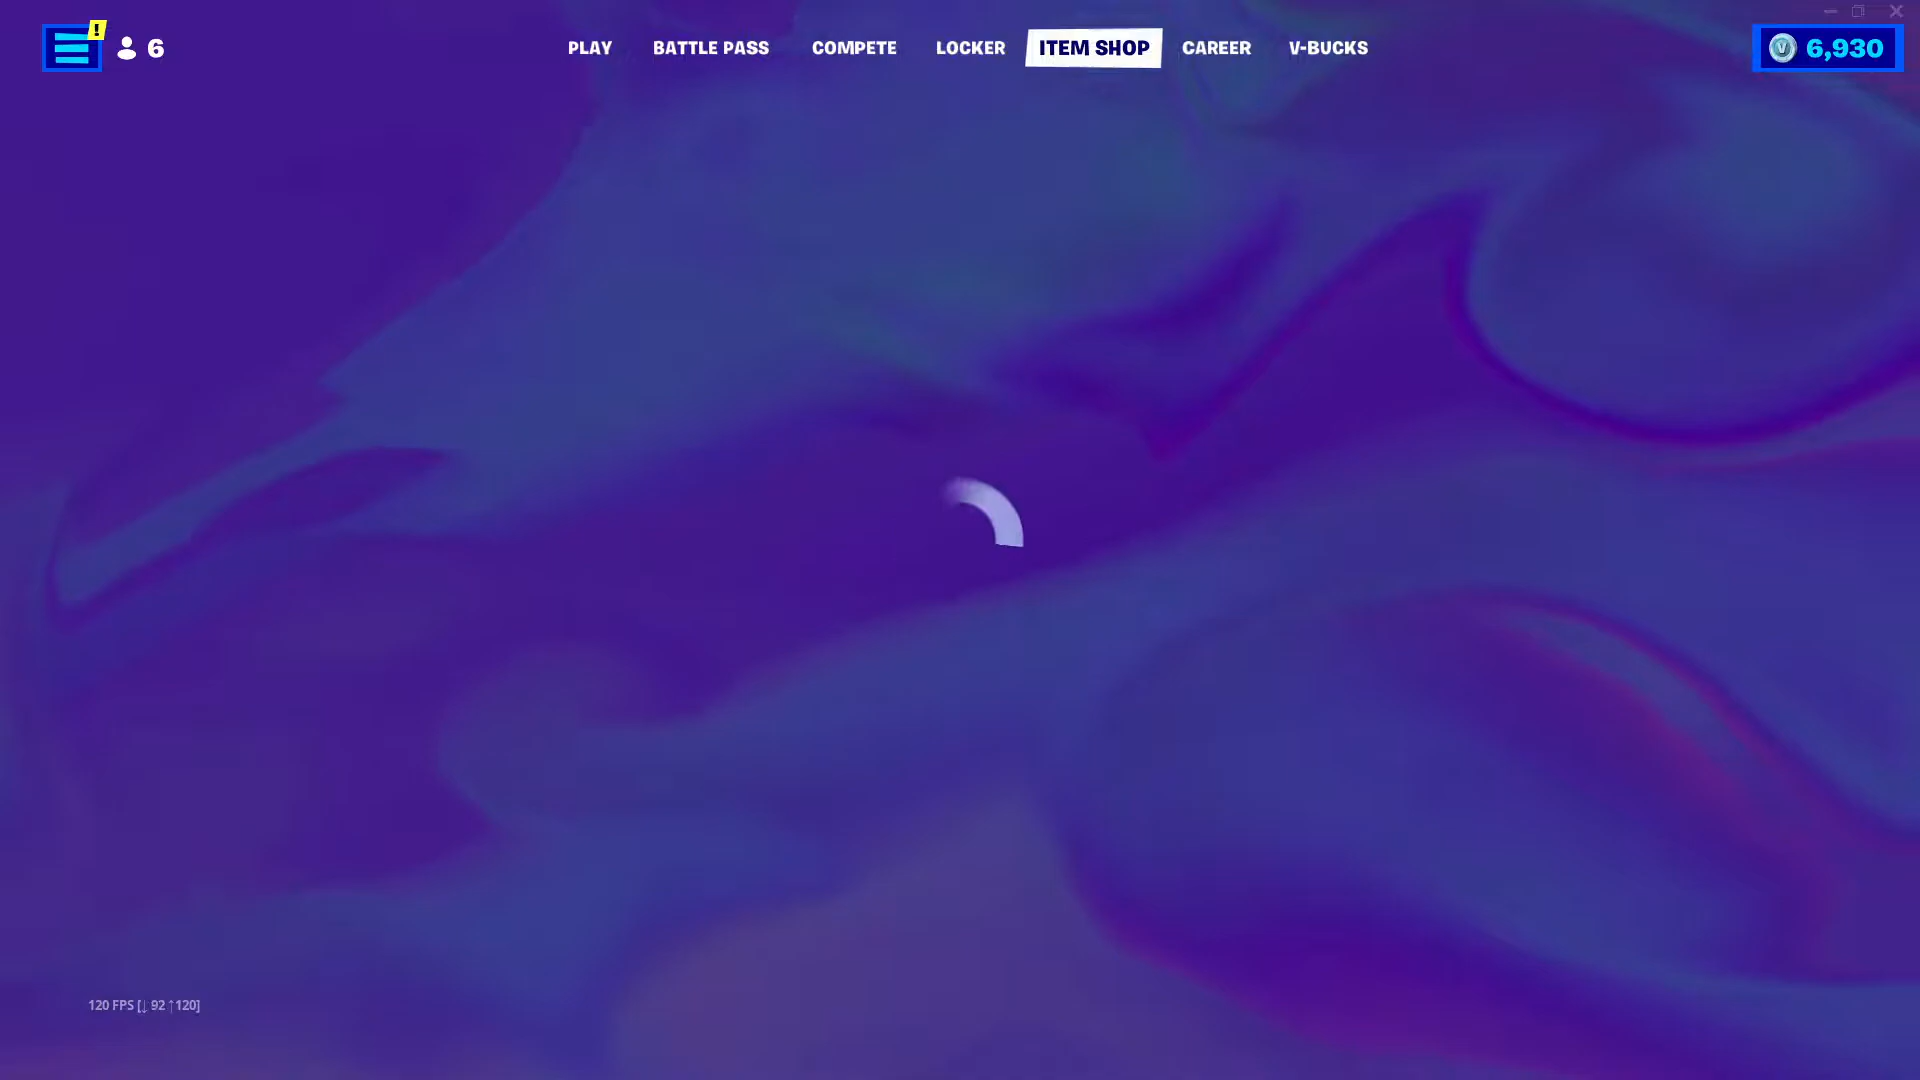 ! 6 PLAY BATTLE PASS COMPETE LOCKER ITEM SHOP CAREER V-BUCKS V 6,930
120 FPS [↓ 92 ↑ 120]